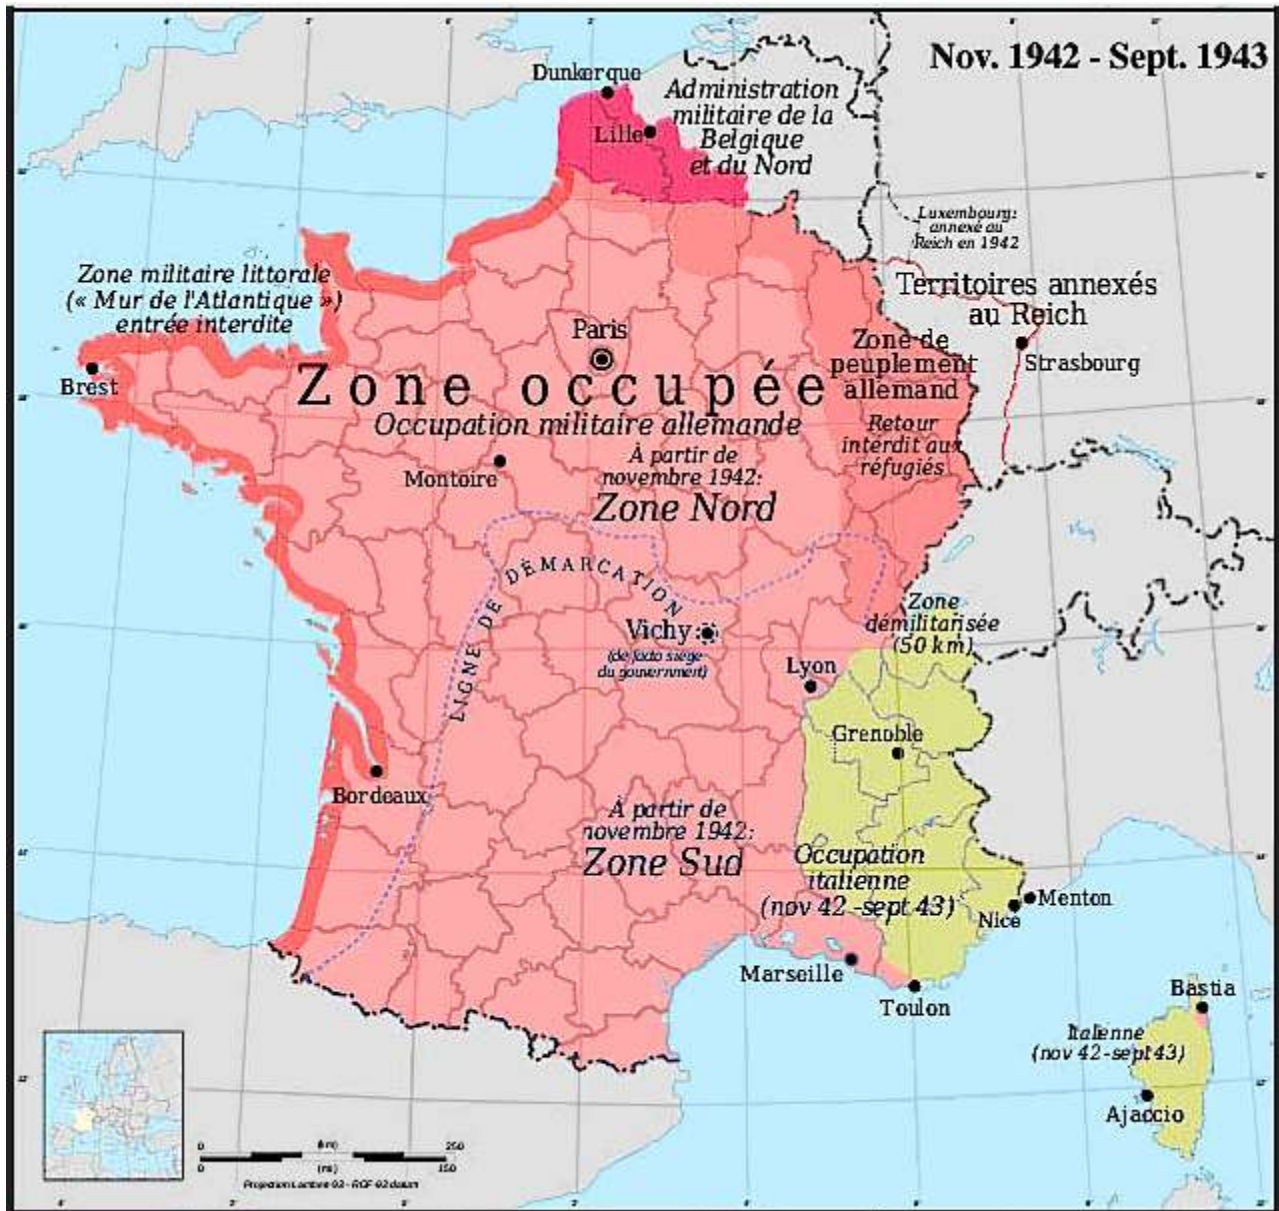 Nov. 1942 - Sept. 1943
Dunkerque
Lille
Administration
militaire de la
Belgique
et du Nord
Luxembourg:
annexé au
Reich en 1942
Zone militaire littorale
(« Mur de l'Atlantique »)
entrée interdite
Territoires annexés
au Reich
Strasbourg
Paris
Brest
Zone occupée
Occupation militaire allemande
Zone de
peuplement
allemand
Retour
interdit aux
réfugiés
Montoire
À partir de
novembre 1942:
Zone Nord
LIGNE DE DÉMARCATION
Vichy
(de facto siège
du gouvernment)
Zone
démilitarisée
(50 km)
Lyon
Grenoble
Bordeaux
À partir de
novembre 1942:
Zone Sud
Occupation
italienne
(nov 42 -sept 43)
Menton
Nice
Marseille
Toulon
Bastia
Italienne
(nov 42 -sept 43)
Ajaccio
0 (km) 250
0 (mi) 150